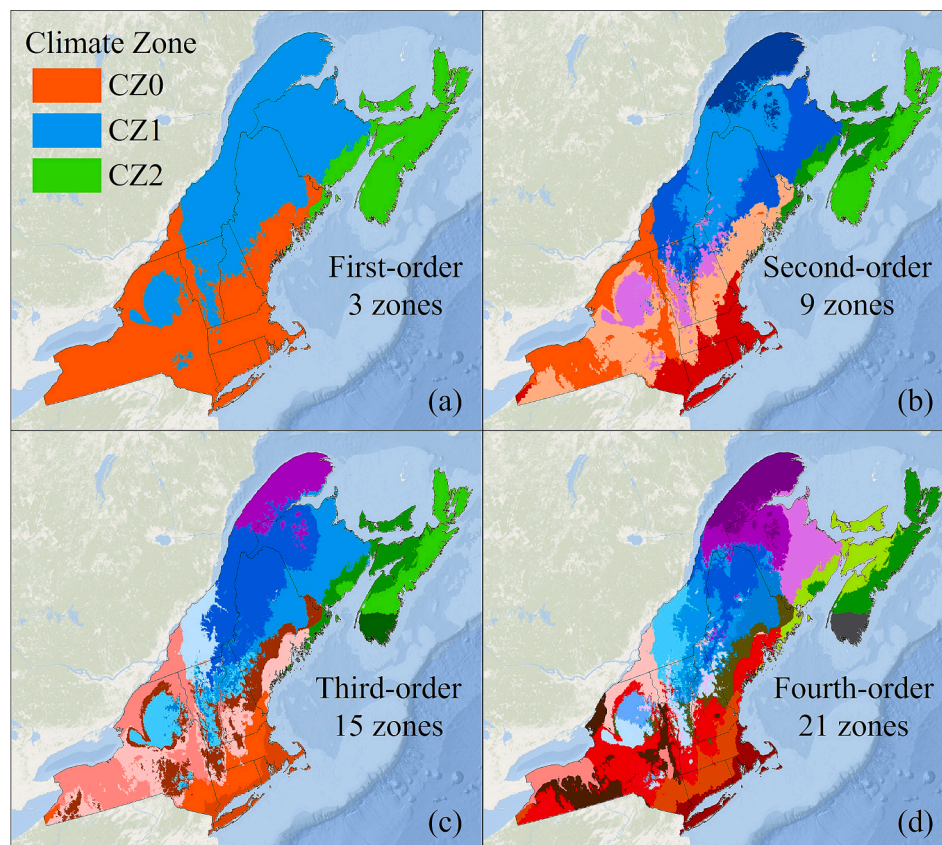 Climate Zone
CZ0
CZ1
CZ2
First-order
3 zones
(a)
Second-order
9 zones
(b)
Third-order
15 zones
(c)
Fourth-order
21 zones
(d)